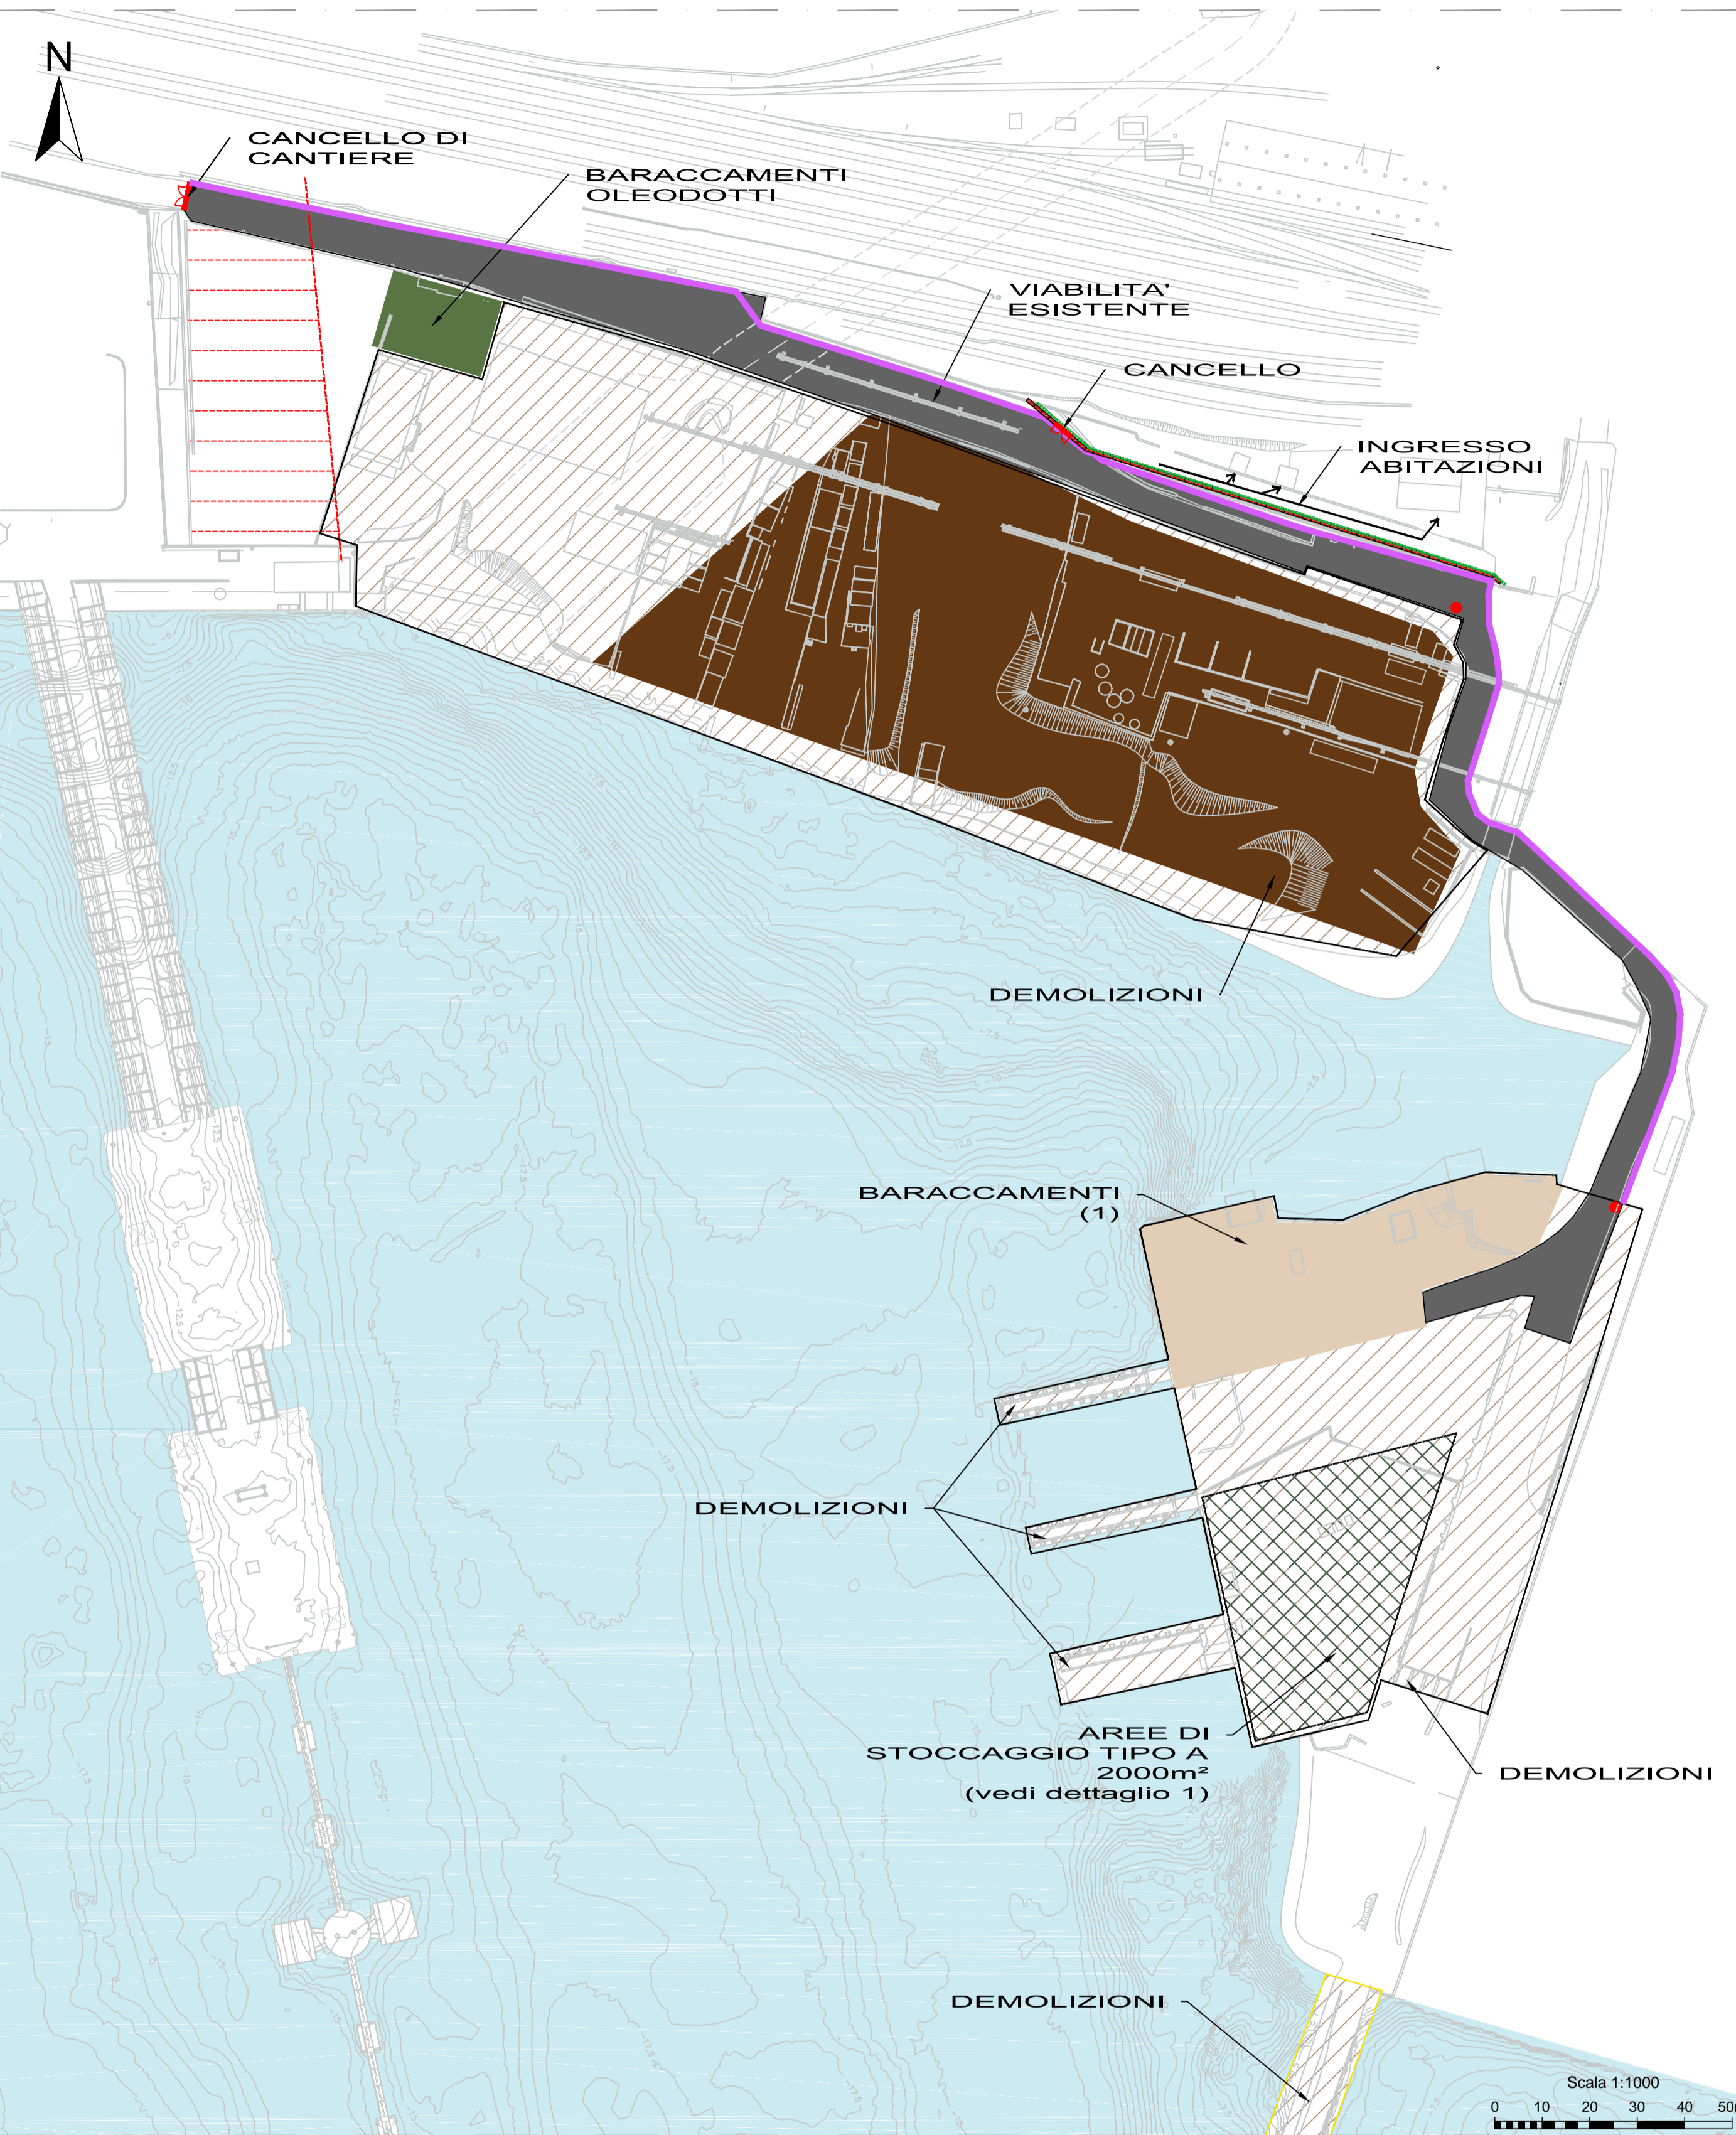 N
CANCELLO DI
CANTIERE
BARACCAMENTI
OLEODOTTI
VIABILITA'
ESISTENTE
CANCELLO
INGRESSO
ABITAZIONI
DEMOLIZIONI
BARACCAMENTI
(1)
DEMOLIZIONI
AREE DI
STOCCAGGIO TIPO A
2000m²
(vedi dettaglio 1)
DEMOLIZIONI
DEMOLIZIONI
Scala 1:1000
0 10 20 30 40 50